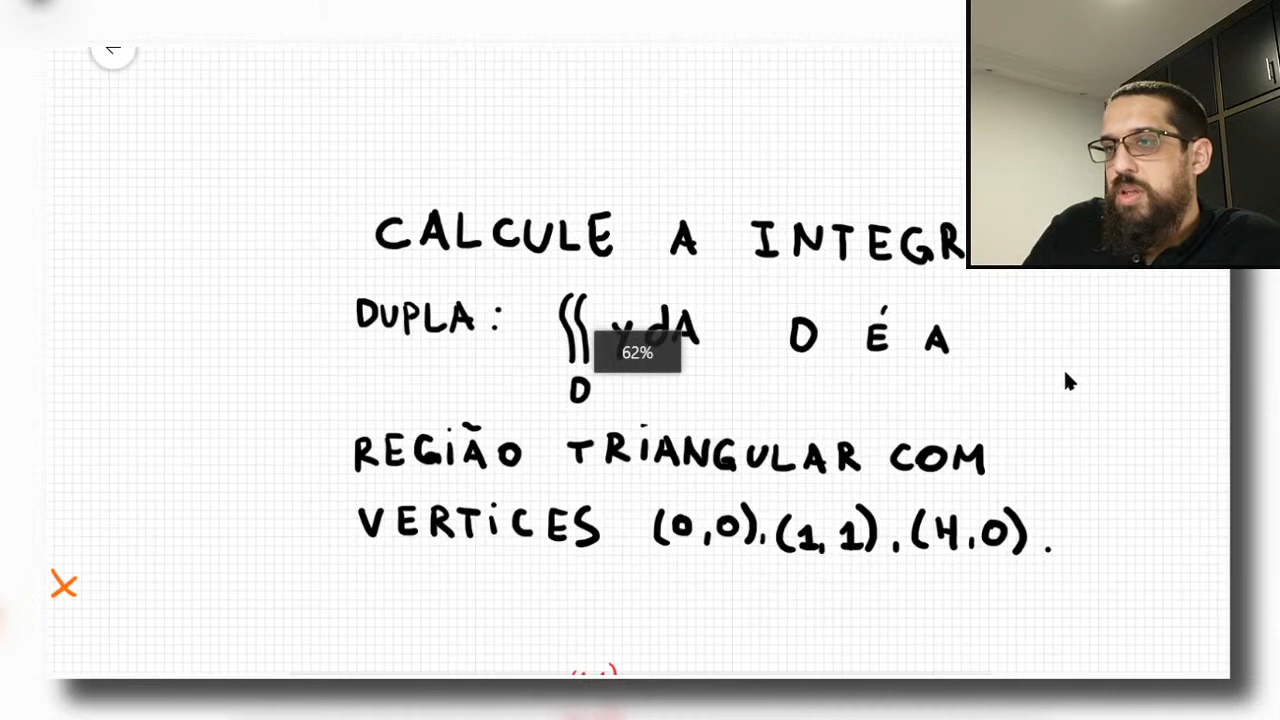 CALCULE A INTEGR
DUPLA: ∬ y dA D É A
62%
D
REGIÃO TRIANGULAR COM
VERTICES (0,0), (1,1), (4,0).